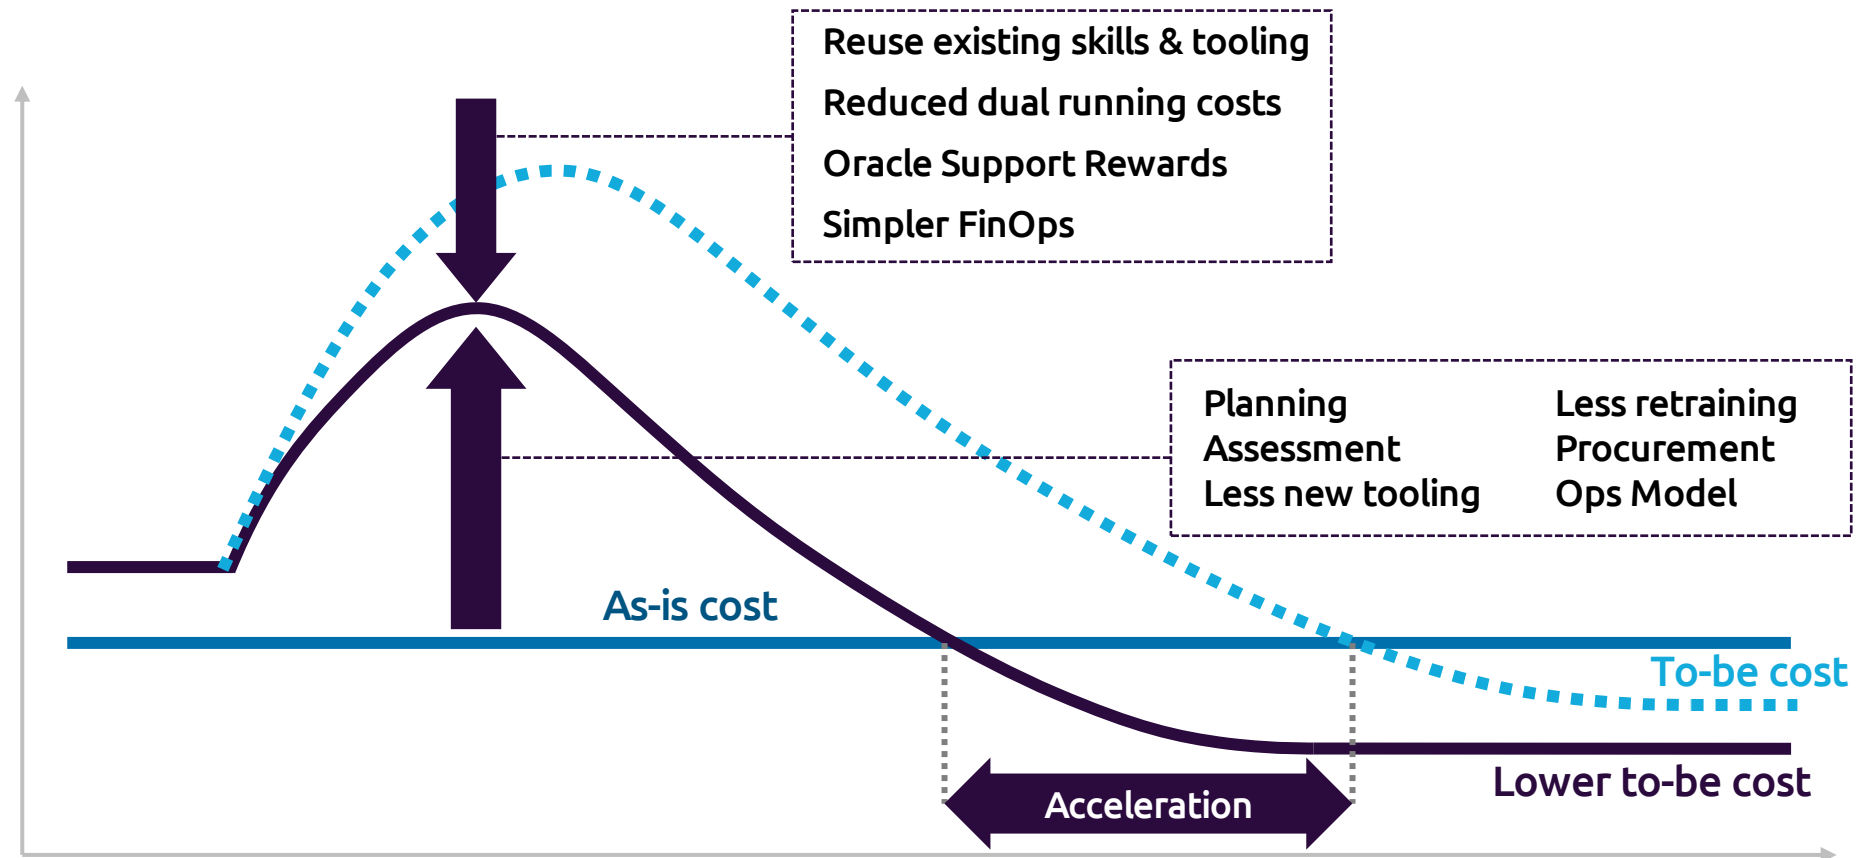 Reuse existing skills & tooling
Reduced dual running costs
Oracle Support Rewards
Simpler FinOps
Planning
Assessment
Less new tooling
Less retraining
Procurement
Ops Model
As-is cost
To-be cost
Lower to-be cost
Acceleration